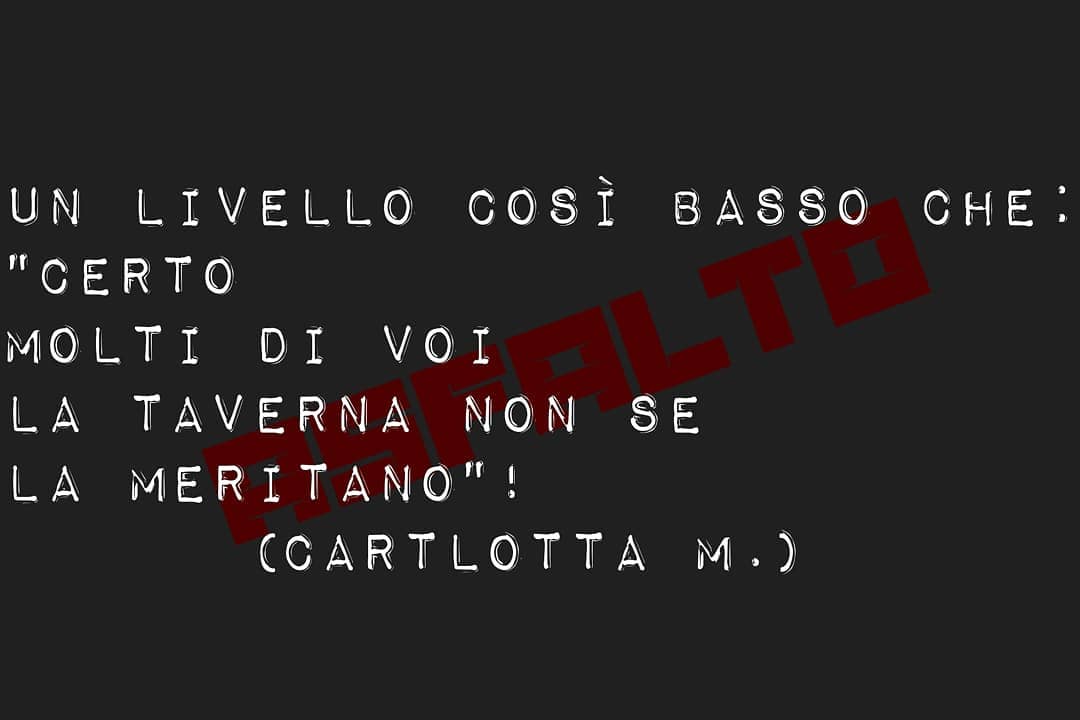 UN LIVELLO COSÌ BASSO CHE:
"CERTO
MOLTI DI VOI
LA TAVERNA NON SE
LA MERITANO"!
(CARTLOTTA M.)
ASFALTO